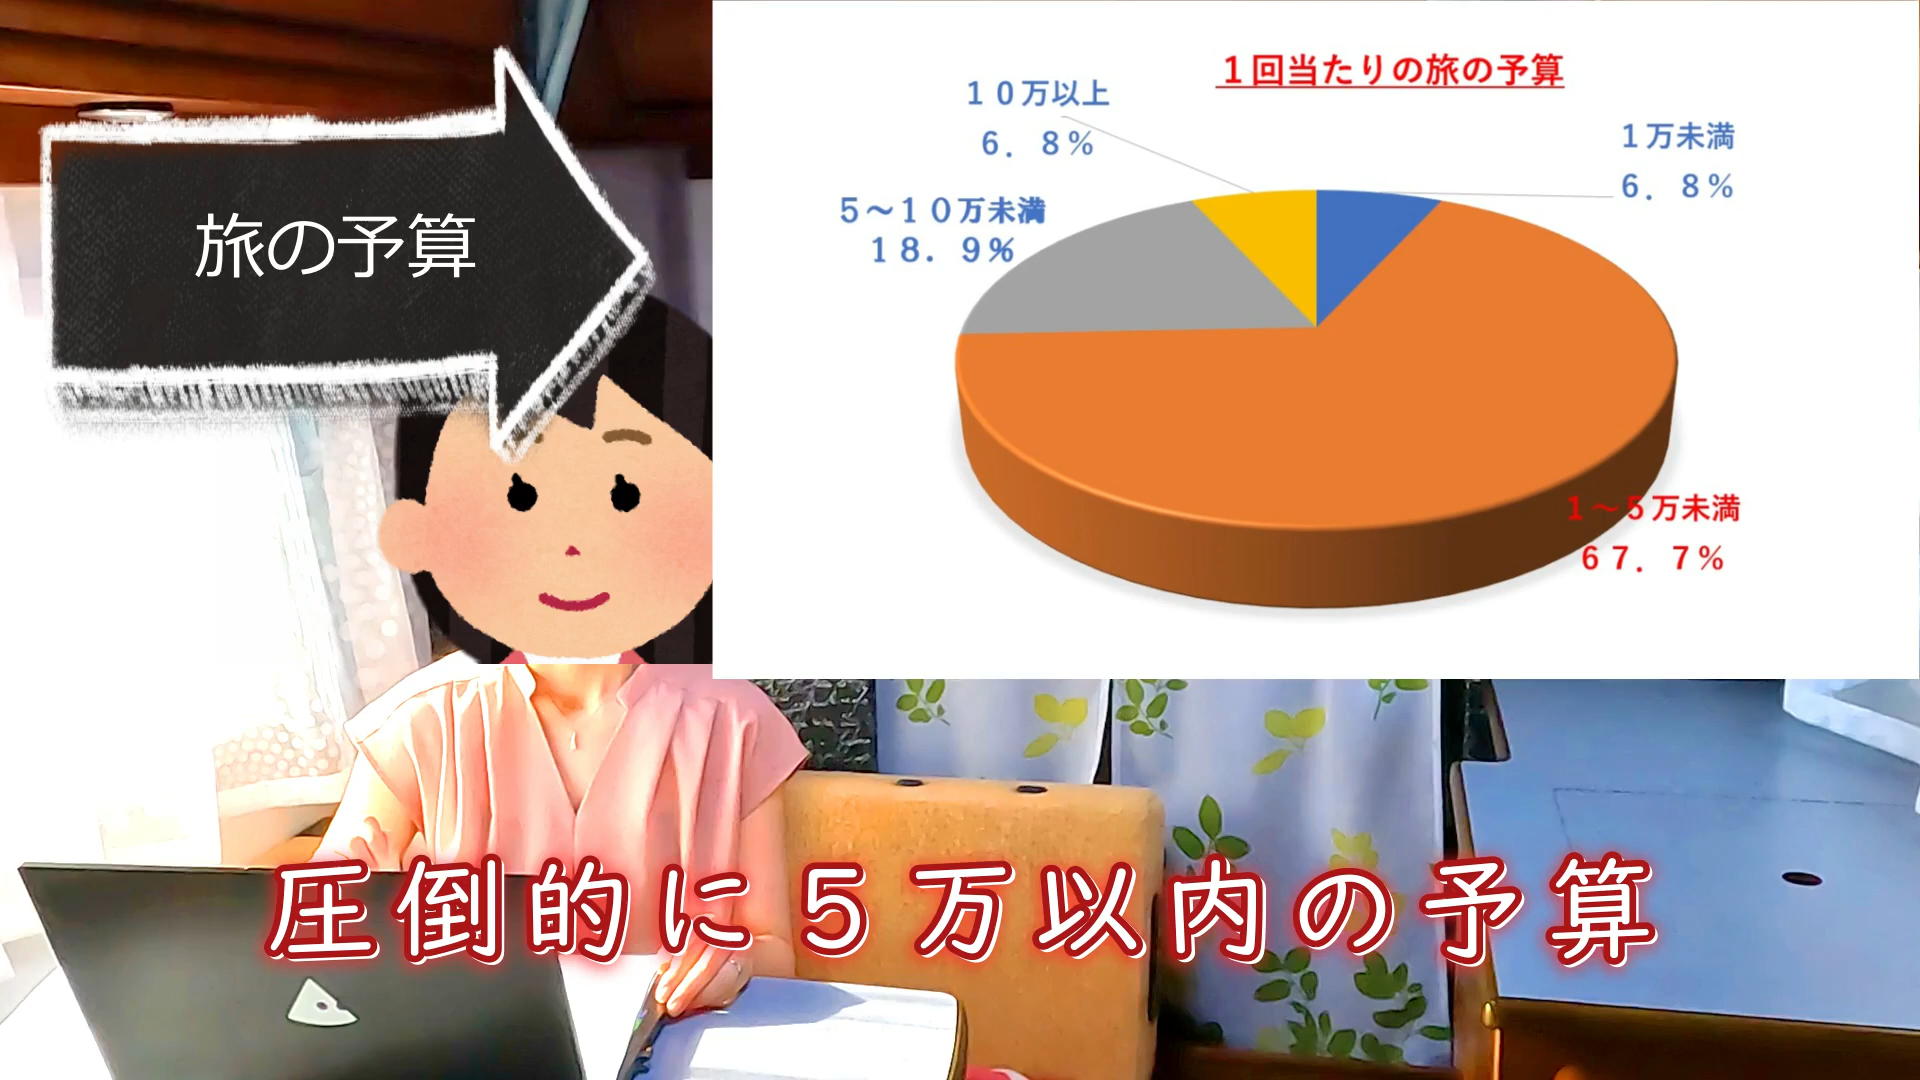 旅の予算
１回当たりの旅の予算
１０万以上
６．８％
１万未満
６．８％
５～１０万未満
１８．９％
１～５万未満
６７．７％
圧倒的に５万以内の予算